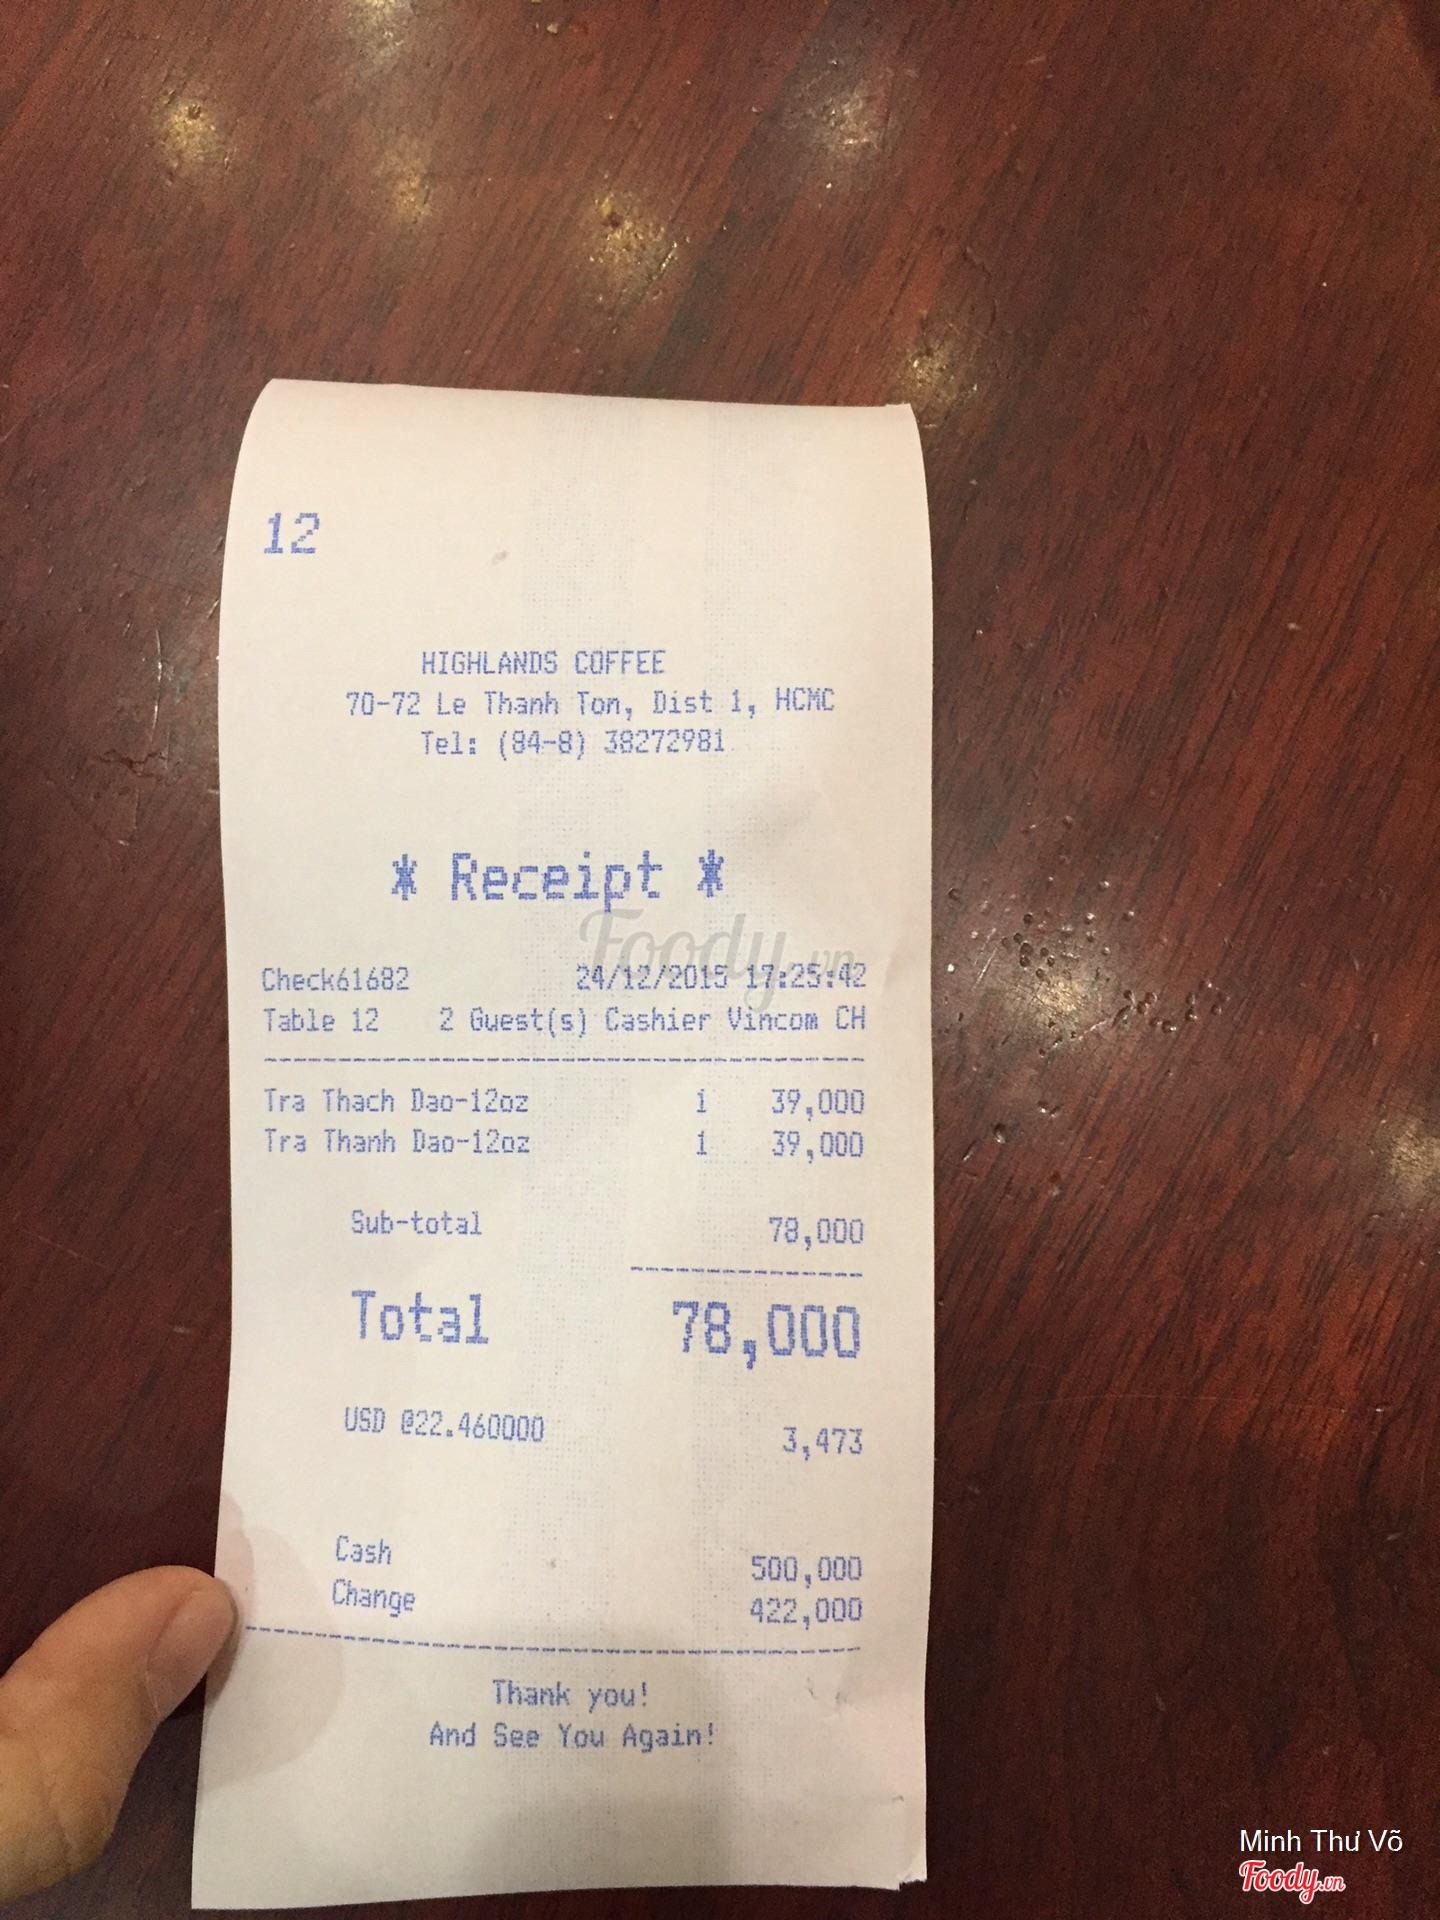 12
HIGHLANDS COFFEE
70-72 Le Thanh Ton, Dist 1, HCMC
Tel: (84-8) 38272981
* Receipt *
Foody.vn
Check61682 24/12/2015 17:25:42
Table 12 2 Guest(s) Cashier Vincom CH
Tra Thach Dao-12oz 1 39,000
Tra Thanh Dao-12oz 1 39,000
Sub-total 78,000
Total 78,000
USD @22.460000 3,473
Cash 500,000
Change 422,000
Thank you!
And See You Again!
Minh Thư Võ
Foody.vn